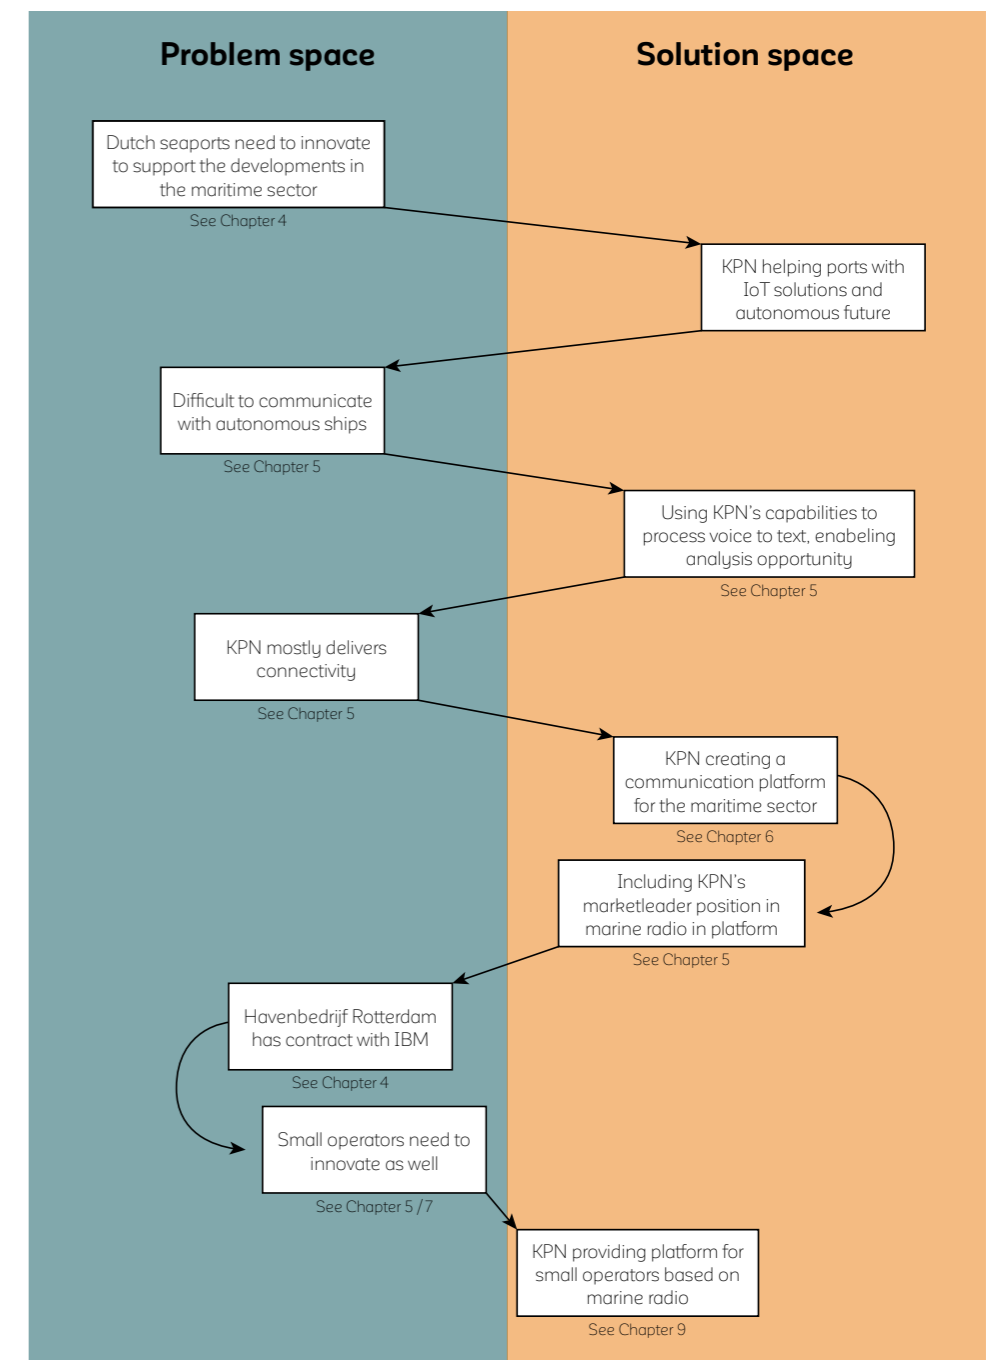 Problem space
Solution space
Dutch seaports need to innovate
to support the developments in
the maritime sector
See Chapter 4
KPN helping ports with
IoT solutions and
autonomous future
Difficult to communicate
with autonomous ships
See Chapter 5
Using KPN's capabilities to
process voice to text, enabeling
analysis opportunity
See Chapter 5
KPN mostly delivers
connectivity
See Chapter 5
KPN creating a
communication platform
for the maritime sector
See Chapter 6
Including KPN's
marketleader position in
marine radio in platform
See Chapter 5
Havenbedrijf Rotterdam
has contract with IBM
See Chapter 4
Small operators need to
innovate as well
See Chapter 5 / 7
KPN providing platform for
small operators based on
marine radio
See Chapter 9